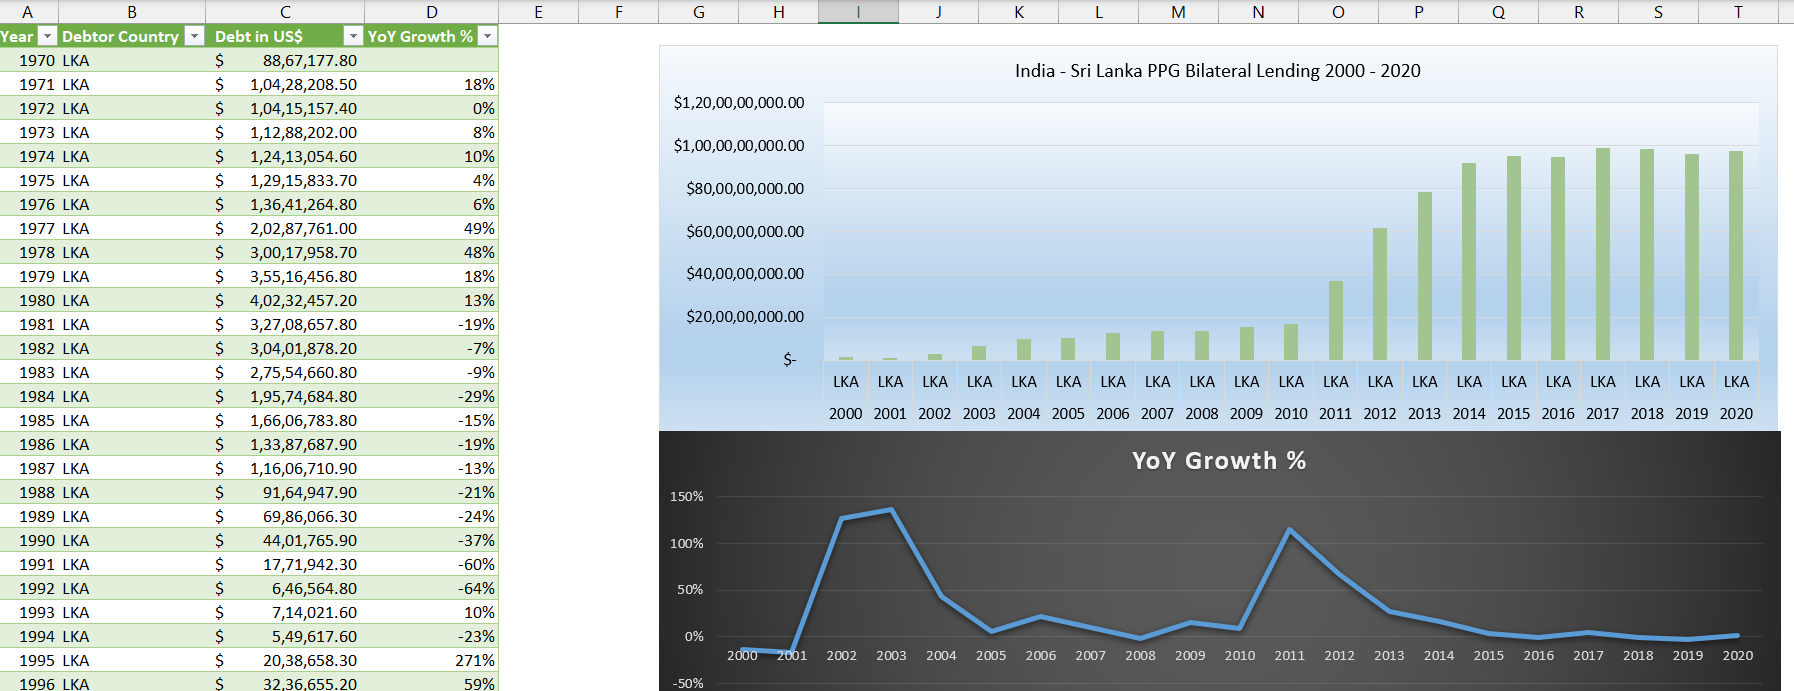 A B C D E F G H I J K L M N O P Q R S T
Year Debtor Country Debt in US$ YoY Growth %
1970 LKA $ 88,67,177.80
1971 LKA $ 1,04,28,208.50 18%
1972 LKA $ 1,04,15,157.40 0%
1973 LKA $ 1,12,88,202.00 8%
1974 LKA $ 1,24,13,054.60 10%
1975 LKA $ 1,29,15,833.70 4%
1976 LKA $ 1,36,41,264.80 6%
1977 LKA $ 2,02,87,761.00 49%
1978 LKA $ 3,00,17,958.70 48%
1979 LKA $ 3,55,16,456.80 18%
1980 LKA $ 4,02,32,457.20 13%
1981 LKA $ 3,27,08,657.80 -19%
1982 LKA $ 3,04,01,878.20 -7%
1983 LKA $ 2,75,54,660.80 -9%
1984 LKA $ 1,95,74,684.80 -29%
1985 LKA $ 1,66,06,783.80 -15%
1986 LKA $ 1,33,87,687.90 -19%
1987 LKA $ 1,16,06,710.90 -13%
1988 LKA $ 91,64,947.90 -21%
1989 LKA $ 69,86,066.30 -24%
1990 LKA $ 44,01,765.90 -37%
1991 LKA $ 17,71,942.30 -60%
1992 LKA $ 6,46,564.80 -64%
1993 LKA $ 7,14,021.60 10%
1994 LKA $ 5,49,617.60 -23%
1995 LKA $ 20,38,658.30 271%
1996 LKA $ 32,36,655.20 59%
India - Sri Lanka PPG Bilateral Lending 2000 - 2020
$1,20,00,00,000.00
$1,00,00,00,000.00
$80,00,00,000.00
$60,00,00,000.00
$40,00,00,000.00
$20,00,00,000.00
$-
LKA LKA LKA LKA LKA LKA LKA LKA LKA LKA LKA LKA LKA LKA LKA LKA LKA LKA LKA LKA LKA
2000 2001 2002 2003 2004 2005 2006 2007 2008 2009 2010 2011 2012 2013 2014 2015 2016 2017 2018 2019 2020
YoY Growth %
150%
100%
50%
0%
2000 2001 2002 2003 2004 2005 2006 2007 2008 2009 2010 2011 2012 2013 2014 2015 2016 2017 2018 2019 2020
-50%